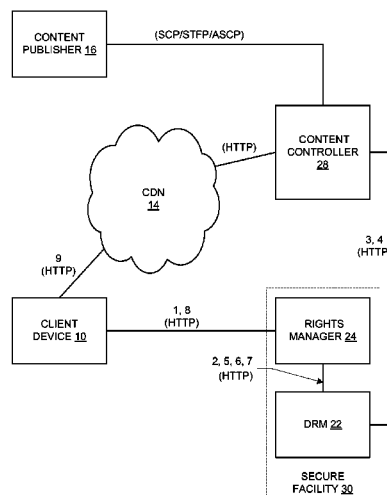 CONTENT
PUBLISHER 16
(SCP/STFP/ASCP)
CONTENT
CONTROLLER
28
(HTTP)
CDN
14
3, 4
9
(HTTP)
CLIENT
DEVICE 10
1, 8
(HTTP)
RIGHTS
MANAGER 24
2, 5, 6, 7
(HTTP)
DRM 22
SECURE
FACILITY 30